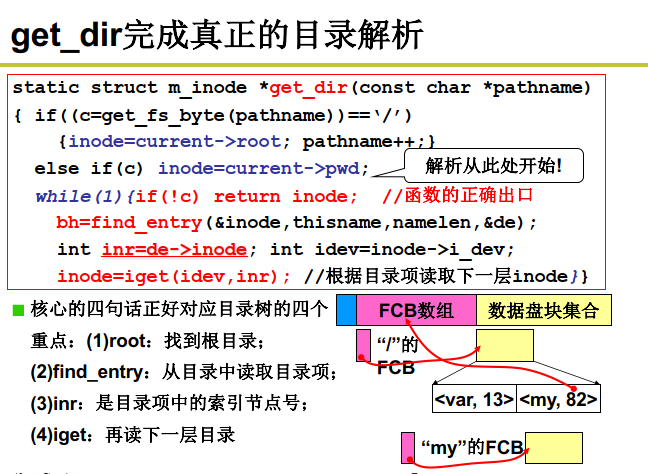 get_dir完成真正的目录解析
static struct m_inode *get_dir(const char *pathname)
{ if((c=get_fs_byte(pathname))==‘/’)
{inode=current->root; pathname++;}
else if(c) inode=current->pwd;
解析从此处开始!
while(1){if(!c) return inode; //函数的正确出口
bh=find_entry(&inode,thisname,namelen,&de);
int inr=de->inode; int idev=inode->i_dev;
inode=iget(idev,inr); //根据目录项读取下一层inode}}
核心的四句话正好对应目录树的四个
重点：(1)root：找到根目录；
(2)find_entry：从目录中读取目录项；
(3)inr：是目录项中的索引节点号；
(4)iget：再读下一层目录
FCB数组
数据盘块集合
“/”的
FCB
<var, 13>
<my, 82>
“my”的FCB